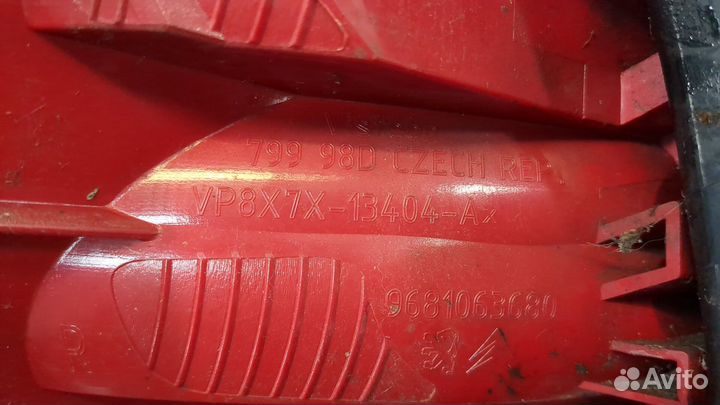 799 98D CZECH REP.
VP8X7X-13404-Ax
9681063680
D
Avito